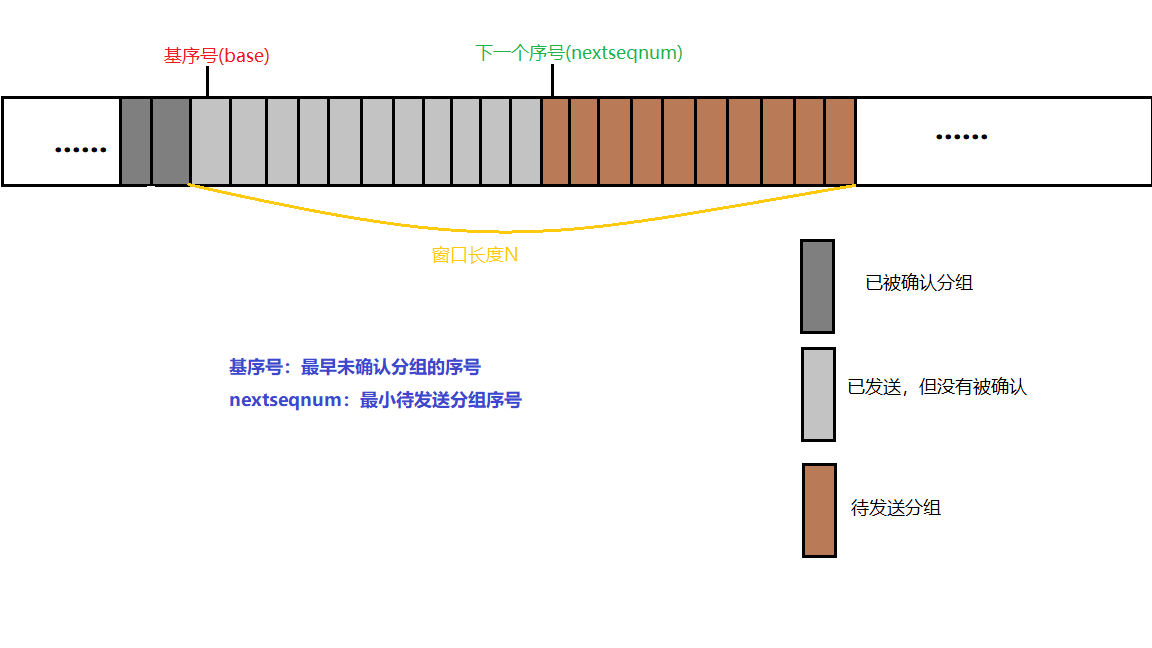 基序号(base)
下一个序号(nextseqnum)
......
......
窗口长度N
已被确认分组
基序号：最早未确认分组的序号
nextseqnum：最小待发送分组序号
已发送，但没有被确认
待发送分组